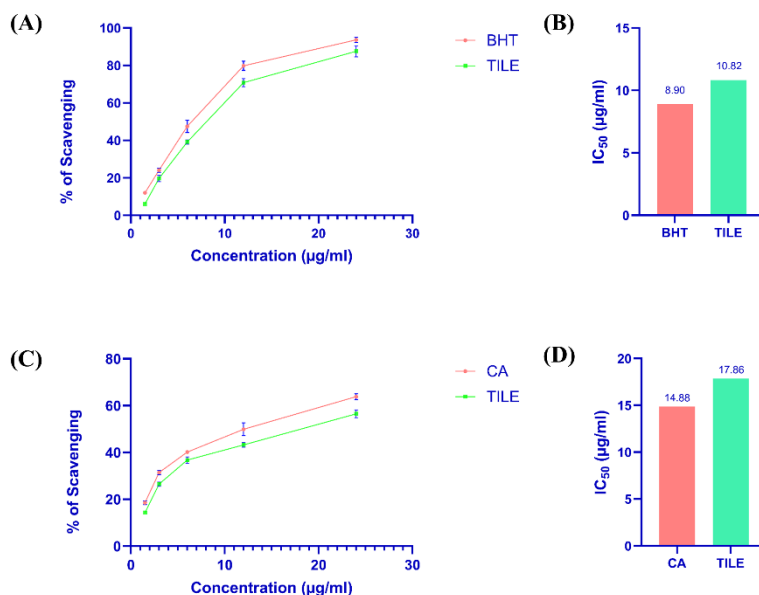 (A)
% of Scavenging
100
80
60
40
20
0
0 10 20 30
Concentration (µg/ml)
BHT
TILE
(B)
IC50 (µg/ml)
15
10
5
0
8.90
10.82
BHT TILE
(C)
% of Scavenging
80
60
40
20
0
0 10 20 30
Concentration (µg/ml)
CA
TILE
(D)
IC50 (µg/ml)
20
15
10
5
0
14.88
17.86
CA TILE